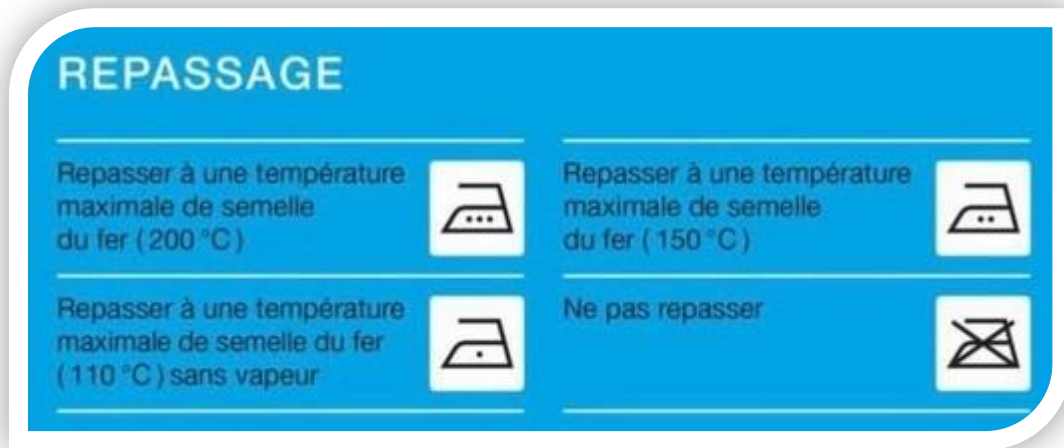 REPASSAGE
Repasser à une température
maximale de semelle
du fer (200 °C)
Repasser à une température
maximale de semelle
du fer (150 °C)
Repasser à une température
maximale de semelle du fer
(110 °C) sans vapeur
Ne pas repasser